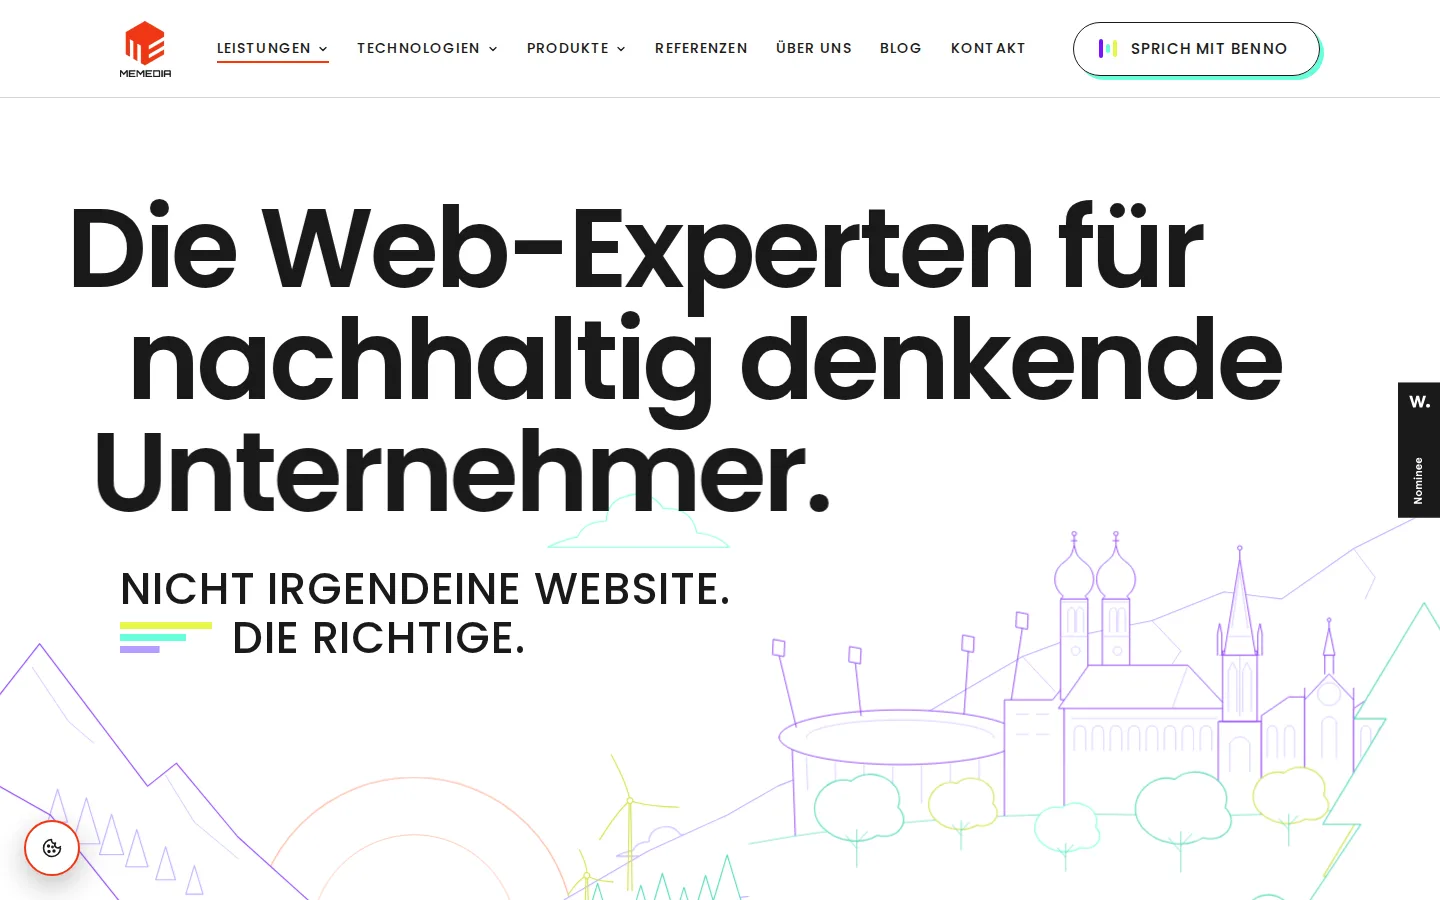 MEMEDIA
LEISTUNGEN
TECHNOLOGIEN
PRODUKTE
REFERENZEN
ÜBER UNS
BLOG
KONTAKT
SPRICH MIT BENNO
Die Web-Experten für
nachhaltig denkende
Unternehmer.
NICHT IRGENDEINE WEBSITE.
DIE RICHTIGE.
W.
Nominee